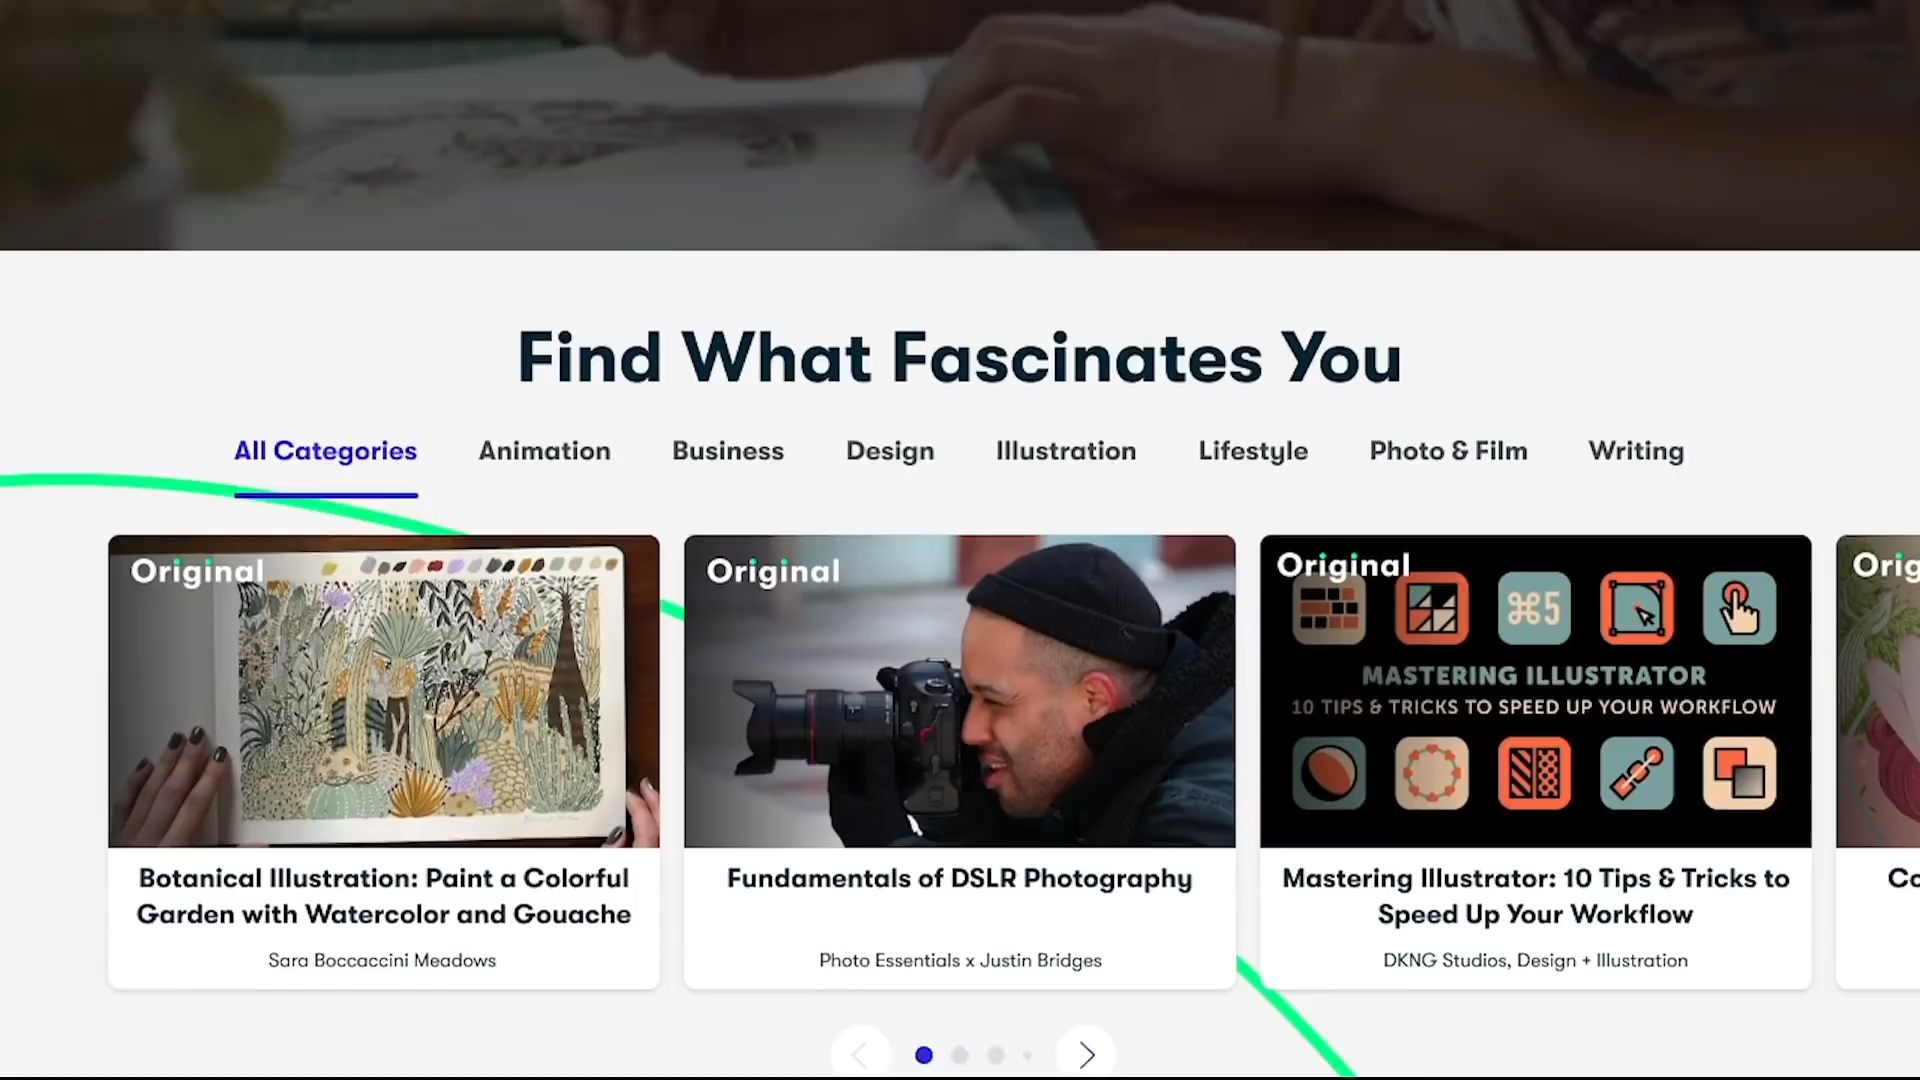 Find What Fascinates You
All Categories Animation Business Design Illustration Lifestyle Photo & Film Writing
Original
Botanical Illustration: Paint a Colorful
Garden with Watercolor and Gouache
Sara Boccaccini Meadows
Original
Fundamentals of DSLR Photography
Photo Essentials x Justin Bridges
Original
⌘5
MASTERING ILLUSTRATOR
10 TIPS & TRICKS TO SPEED UP YOUR WORKFLOW
Mastering Illustrator: 10 Tips & Tricks to
Speed Up Your Workflow
DKNG Studios, Design + Illustration
Orig
Co